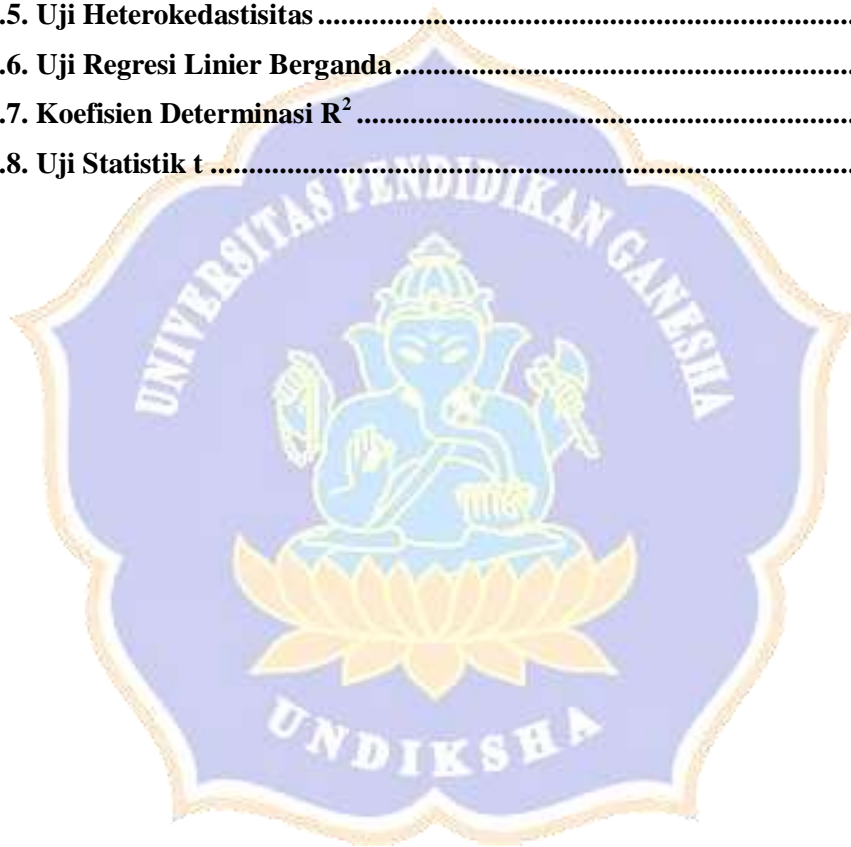 .5. Uji Heterokedastisitas ...............................................................................
.6. Uji Regresi Linier Berganda ....................................................................
.7. Koefisien Determinasi R² .........................................................................
.8. Uji Statistik t ..............................................................................................
UNIVERSITAS PENDIDIKAN GANESHA
UNDIKSHA